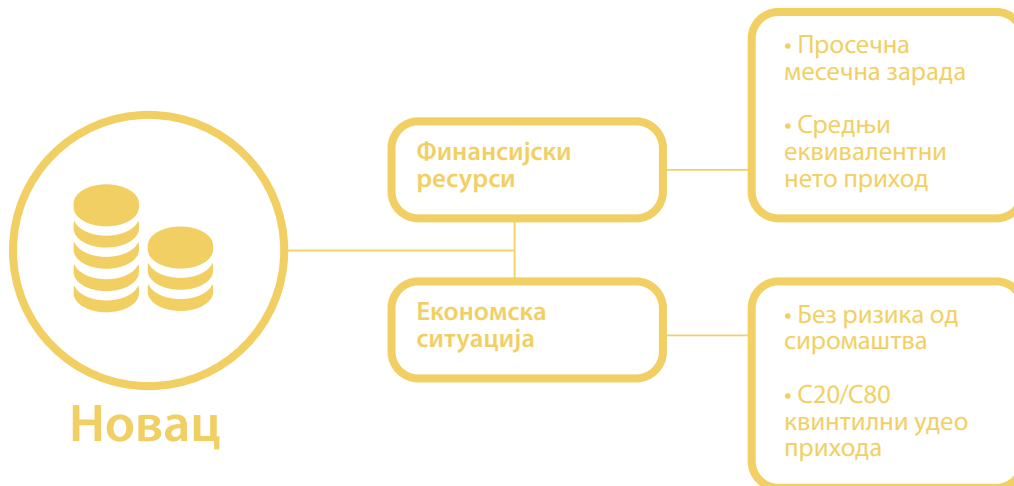 Новац
Финансијски
ресурси
• Просечна
месечна зарада
• Средњи
еквивалентни
нето приход
Економска
ситуација
• Без ризика од
сиромаштва
• С20/С80
квинтилни удео
прихода